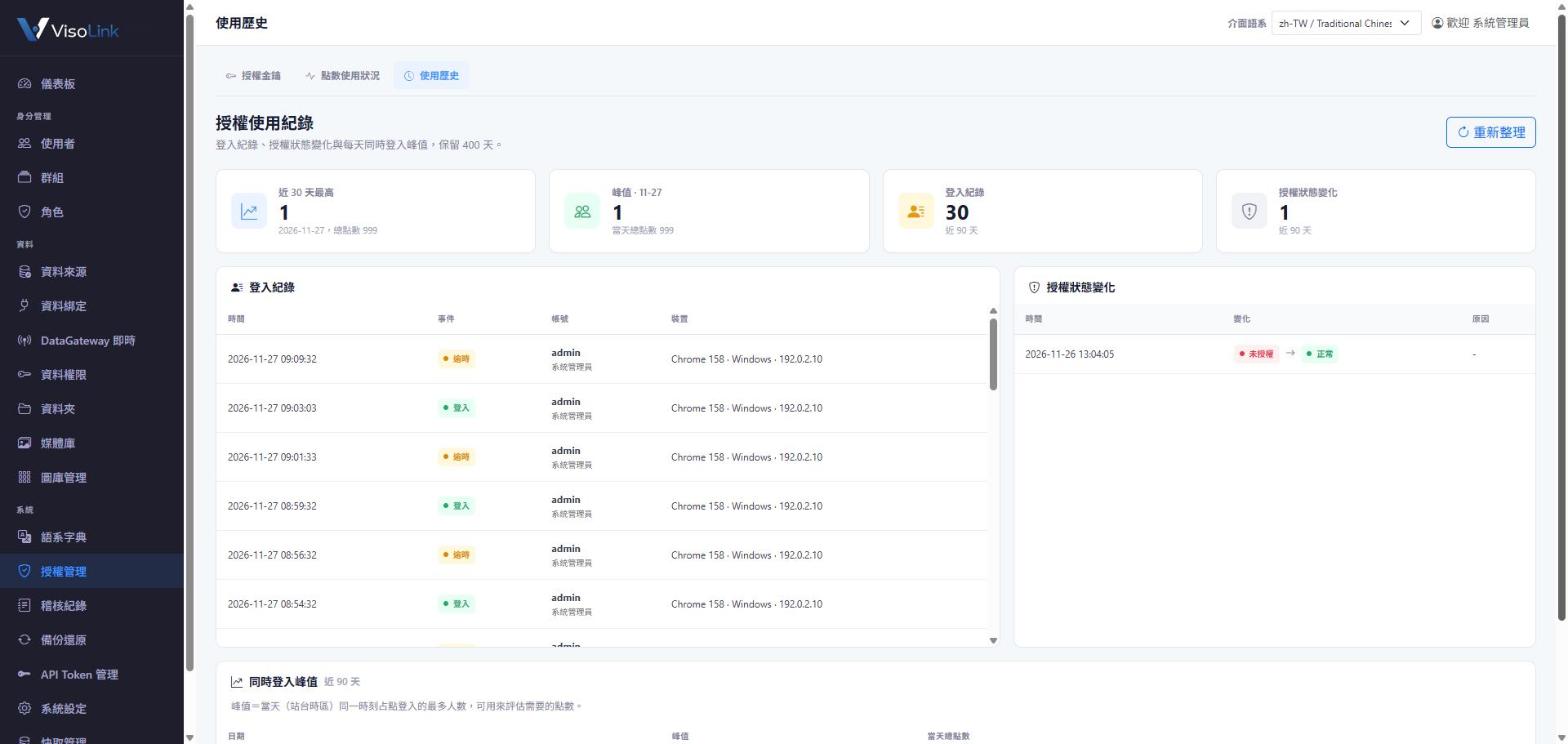 VisoLink
儀表板
身分管理
使用者
群組
角色
資料
資料來源
資料綁定
DataGateway 即時
資料權限
資料夾
媒體庫
圖庫管理
系統
語系字典
授權管理
稽核紀錄
備份還原
API Token 管理
系統設定
快取管理
使用歷史
介面語系
zh-TW / Traditional Chines
歡迎 系統管理員
授權金鑰
點數使用狀況
使用歷史
授權使用紀錄
登入紀錄、授權狀態變化與每天同時登入峰值，保留 400 天。
重新整理
近 30 天最高
1
2026-11-27，總點數 999
峰值 · 11-27
1
當天總點數 999
登入紀錄
30
近 90 天
授權狀態變化
1
近 90 天
登入紀錄
時間 事件 帳號 裝置
2026-11-27 09:09:32 逾時 admin Chrome 158 · Windows · 192.0.2.10
系統管理員
2026-11-27 09:03:03 登入 admin Chrome 158 · Windows · 192.0.2.10
系統管理員
2026-11-27 09:01:33 逾時 admin Chrome 158 · Windows · 192.0.2.10
系統管理員
2026-11-27 08:59:32 登入 admin Chrome 158 · Windows · 192.0.2.10
系統管理員
2026-11-27 08:56:32 逾時 admin Chrome 158 · Windows · 192.0.2.10
系統管理員
2026-11-27 08:54:32 登入 admin Chrome 158 · Windows · 192.0.2.10
系統管理員
admin
授權狀態變化
時間 變化 原因
2026-11-26 13:04:05 未授權 → 正常 -
同時登入峰值 近 90 天
峰值＝當天（站台時區）同一時刻占點登入的最多人數，可用來評估需要的點數。
日期 峰值 當天總點數